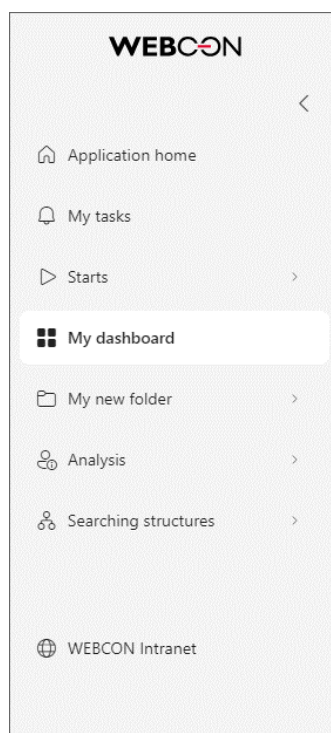 WEBCON
Application home
My tasks
Starts
My dashboard
My new folder
Analysis
Searching structures
WEBCON Intranet